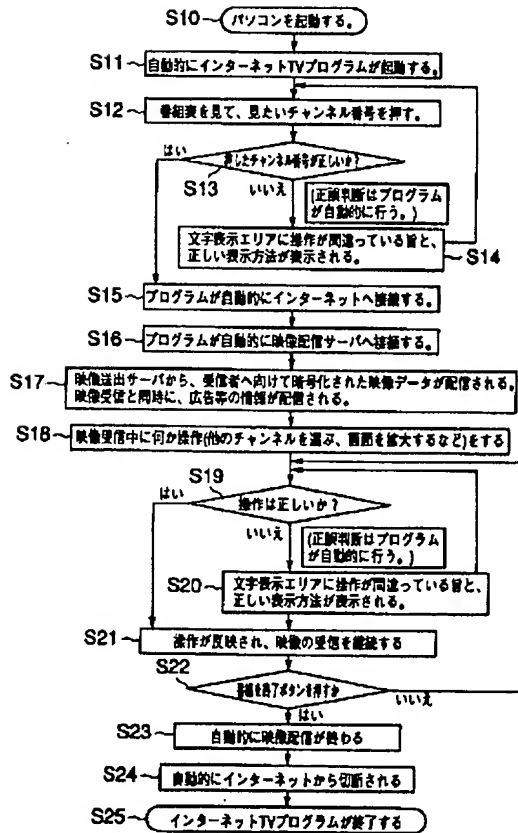 S10
パソコンを起動する。
S11
自動的にインターネットTVプログラムが起動する。
S12
番組表を見て、見たいチャンネル番号を押す。
はい
押したチャンネル番号が正しいか?
S13
いいえ
(正誤判断はプログラム
が自動的に行う。)
文字表示エリアに操作が間違っている旨と、
正しい表示方法が表示される。
S14
S15
プログラムが自動的にインターネットへ接続する。
S16
プログラムが自動的に映像配信サーバへ接続する。
S17
映像送出サーバから、受信者へ向けて暗号化された映像データが配信される。
映像受信と同時に、広告等の情報が配信される。
S18
映像受信中に何か操作(他のチャンネルを選ぶ、画面を拡大するなど)をする
S19
はい
操作は正しいか?
いいえ
(正誤判断はプログラム
が自動的に行う。)
S20
文字表示エリアに操作が間違っている旨と、
正しい表示方法が表示される。
S21
操作が反映され、映像の受信を継続する
S22
番組を終了ボタンを押すか
いいえ
はい
S23
自動的に映像配信が終わる
S24
自動的にインターネットから切断される
S25
インターネットTVプログラムが終了する